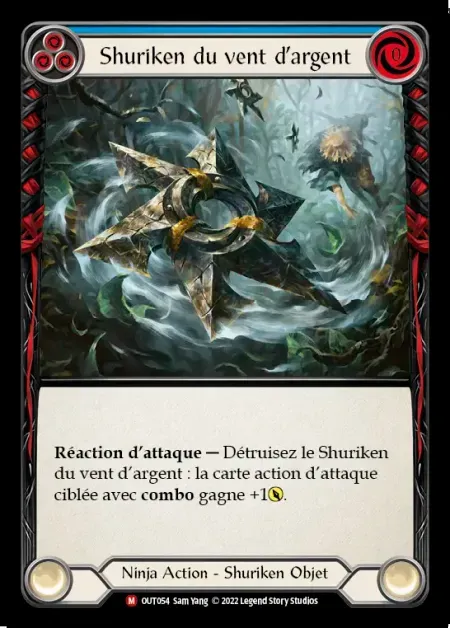 Shuriken du vent d'argent
0
Réaction d'attaque — Détruisez le Shuriken
du vent d'argent : la carte action d'attaque
ciblée avec combo gagne +1.
Ninja Action - Shuriken Objet
M OUT054 Sam Yang © 2022 Legend Story Studios